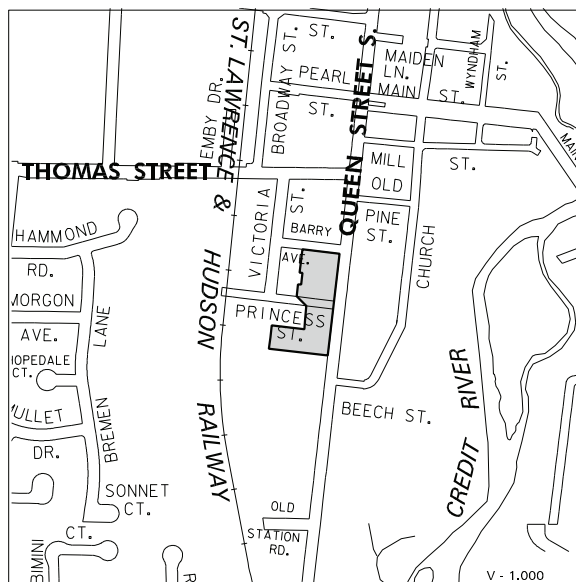 ST. LAWRENCE &
HUDSON
RAILWAY
EMBY DR.
BROADWAY ST.
ST.
PEARL
QUEEN STREET S.
MAIDEN
LN.
MAIN
ST.
WYNDHAM
ST.
ST.
MILL
ST.
OLD
PINE
ST.
THOMAS STREET
VICTORIA
ST.
BARRY
AVE.
CHURCH
HAMMOND
RD.
MORGON
AVE.
LANE
BREMEN
PRINCESS
ST.
HOPEDALE
CT.
MULLET
DR.
BEECH ST.
CREDIT RIVER
SONNET
CT.
CT.
BIMINI
OLD
STATION
RD.
V - 1.000